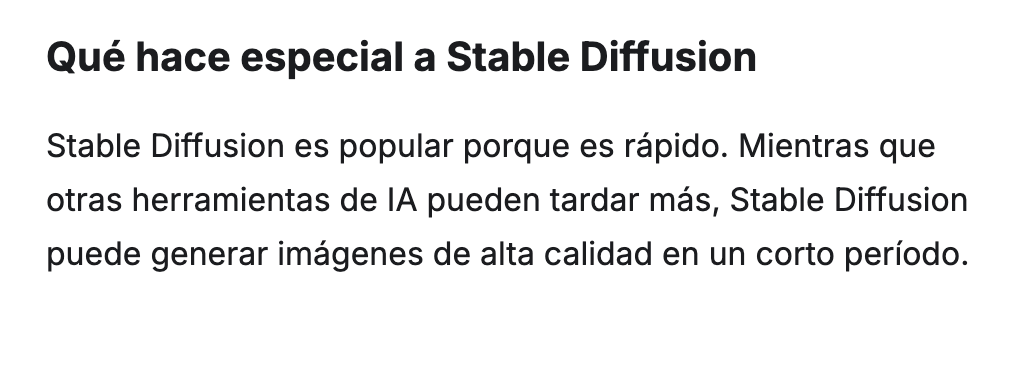 Qué hace especial a Stable Diffusion
Stable Diffusion es popular porque es rápido. Mientras que
otras herramientas de IA pueden tardar más, Stable Diffusion
puede generar imágenes de alta calidad en un corto período.